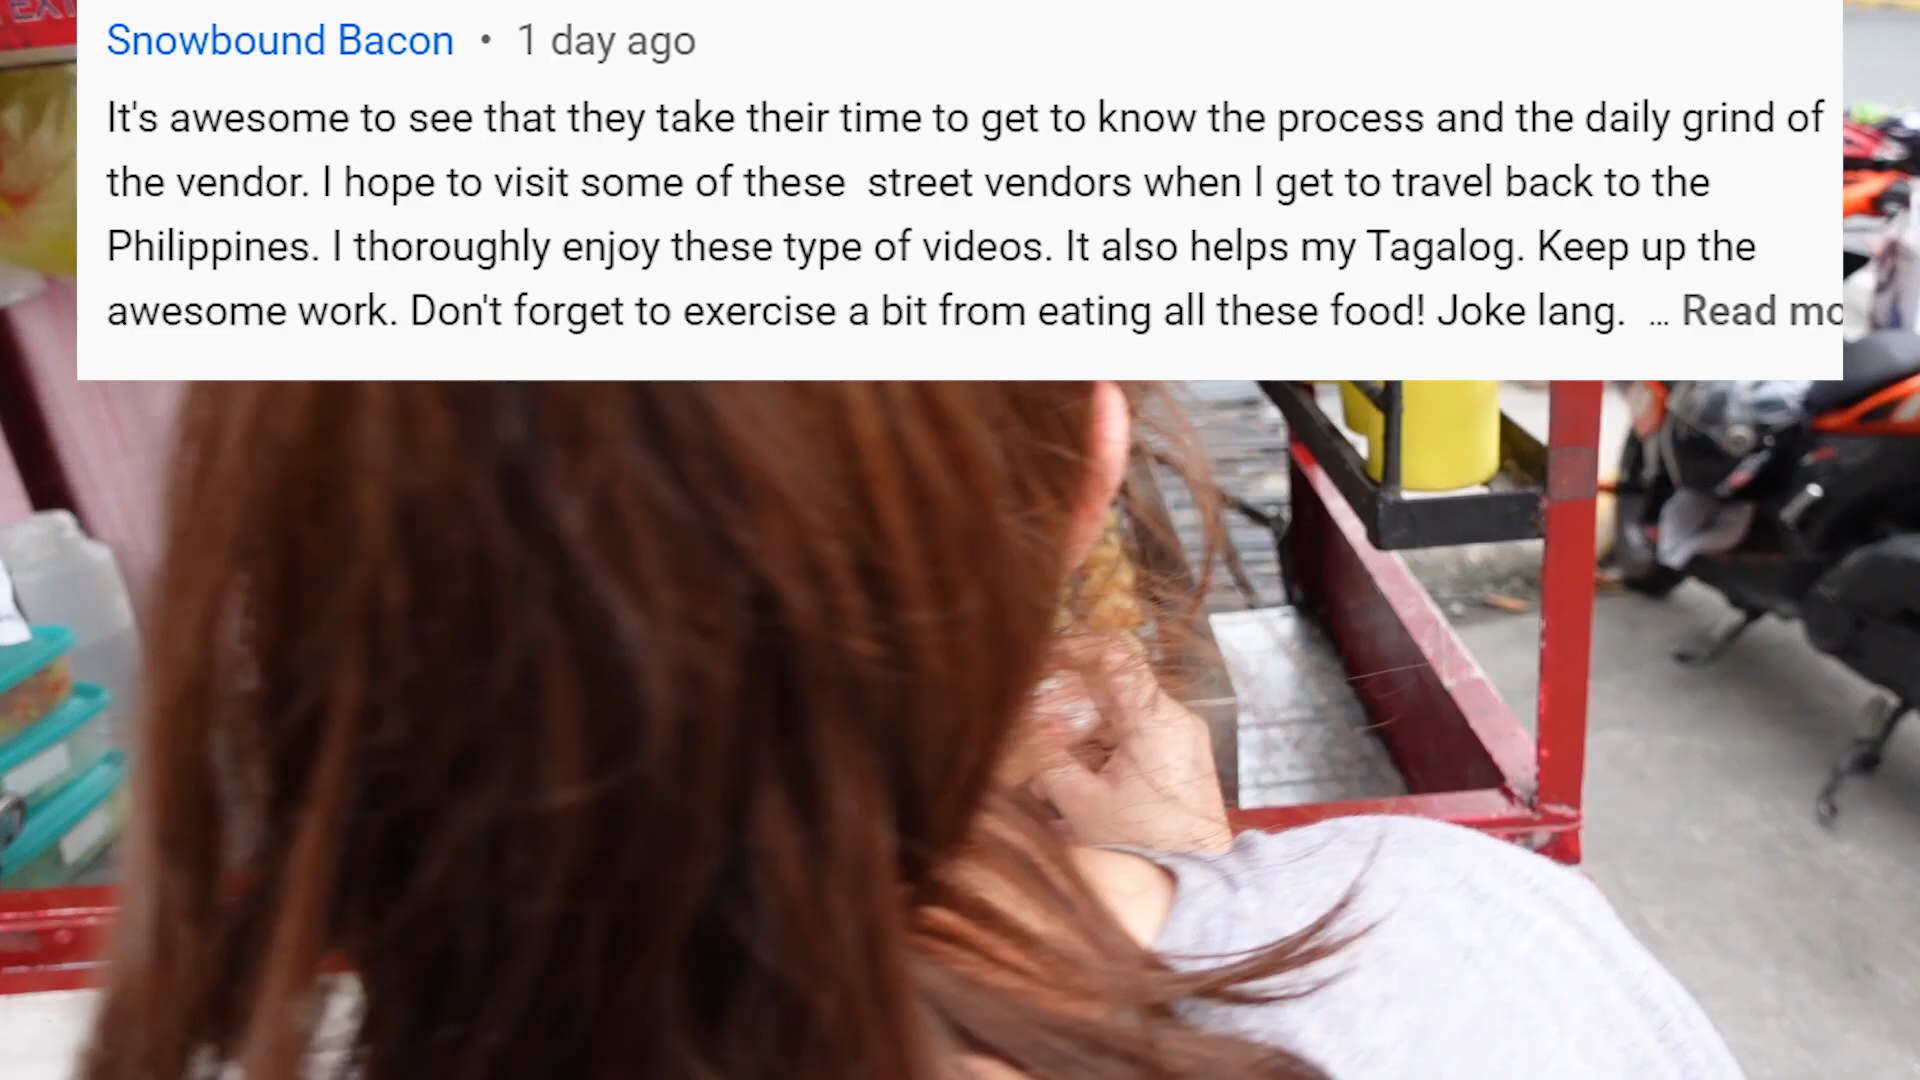 Snowbound Bacon • 1 day ago
It's awesome to see that they take their time to get to know the process and the daily grind of
the vendor. I hope to visit some of these  street vendors when I get to travel back to the
Philippines. I thoroughly enjoy these type of videos. It also helps my Tagalog. Keep up the
awesome work. Don't forget to exercise a bit from eating all these food! Joke lang.  ... Read mo